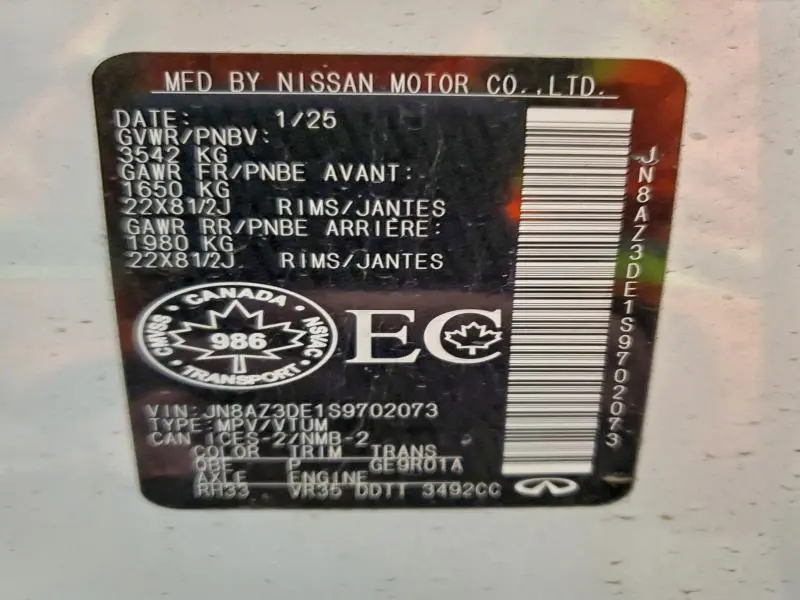 MFD BY NISSAN MOTOR CO.,LTD.
DATE: 1/25
GVWR/PNBV:
3542 KG
GAWR FR/PNBE AVANT:
1650 KG
22X81/2J RIMS/JANTES
GAWR RR/PNBE ARRIÈRE:
1980 KG
22X81/2J RIMS/JANTES
CANADA
CMVSS 986 NSVAC
TRANSPORT
EC
VIN: JN8AZ3DE1S9702073
TYPE: MPV/VTUM
CAN ICES-2/NMB-2
COLOR TRIM TRANS
QBE P GE9R01A
AXLE ENGINE
RH33 VR35 DDTT 3492CC
JN8AZ3DE1S9702073